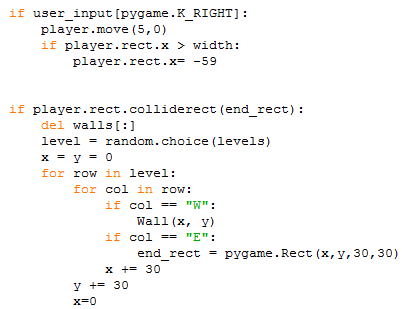 if user_input[pygame.K_RIGHT]:
    player.move(5,0)
    if player.rect.x > width:
        player.rect.x= -59

if player.rect.colliderect(end_rect):
    del walls[:]
    level = random.choice(levels)
    x = y = 0
    for row in level:
        for col in row:
            if col == "W":
                Wall(x, y)
            if col == "E":
                end_rect = pygame.Rect(x,y,30,30)
            x += 30
        y += 30
        x=0